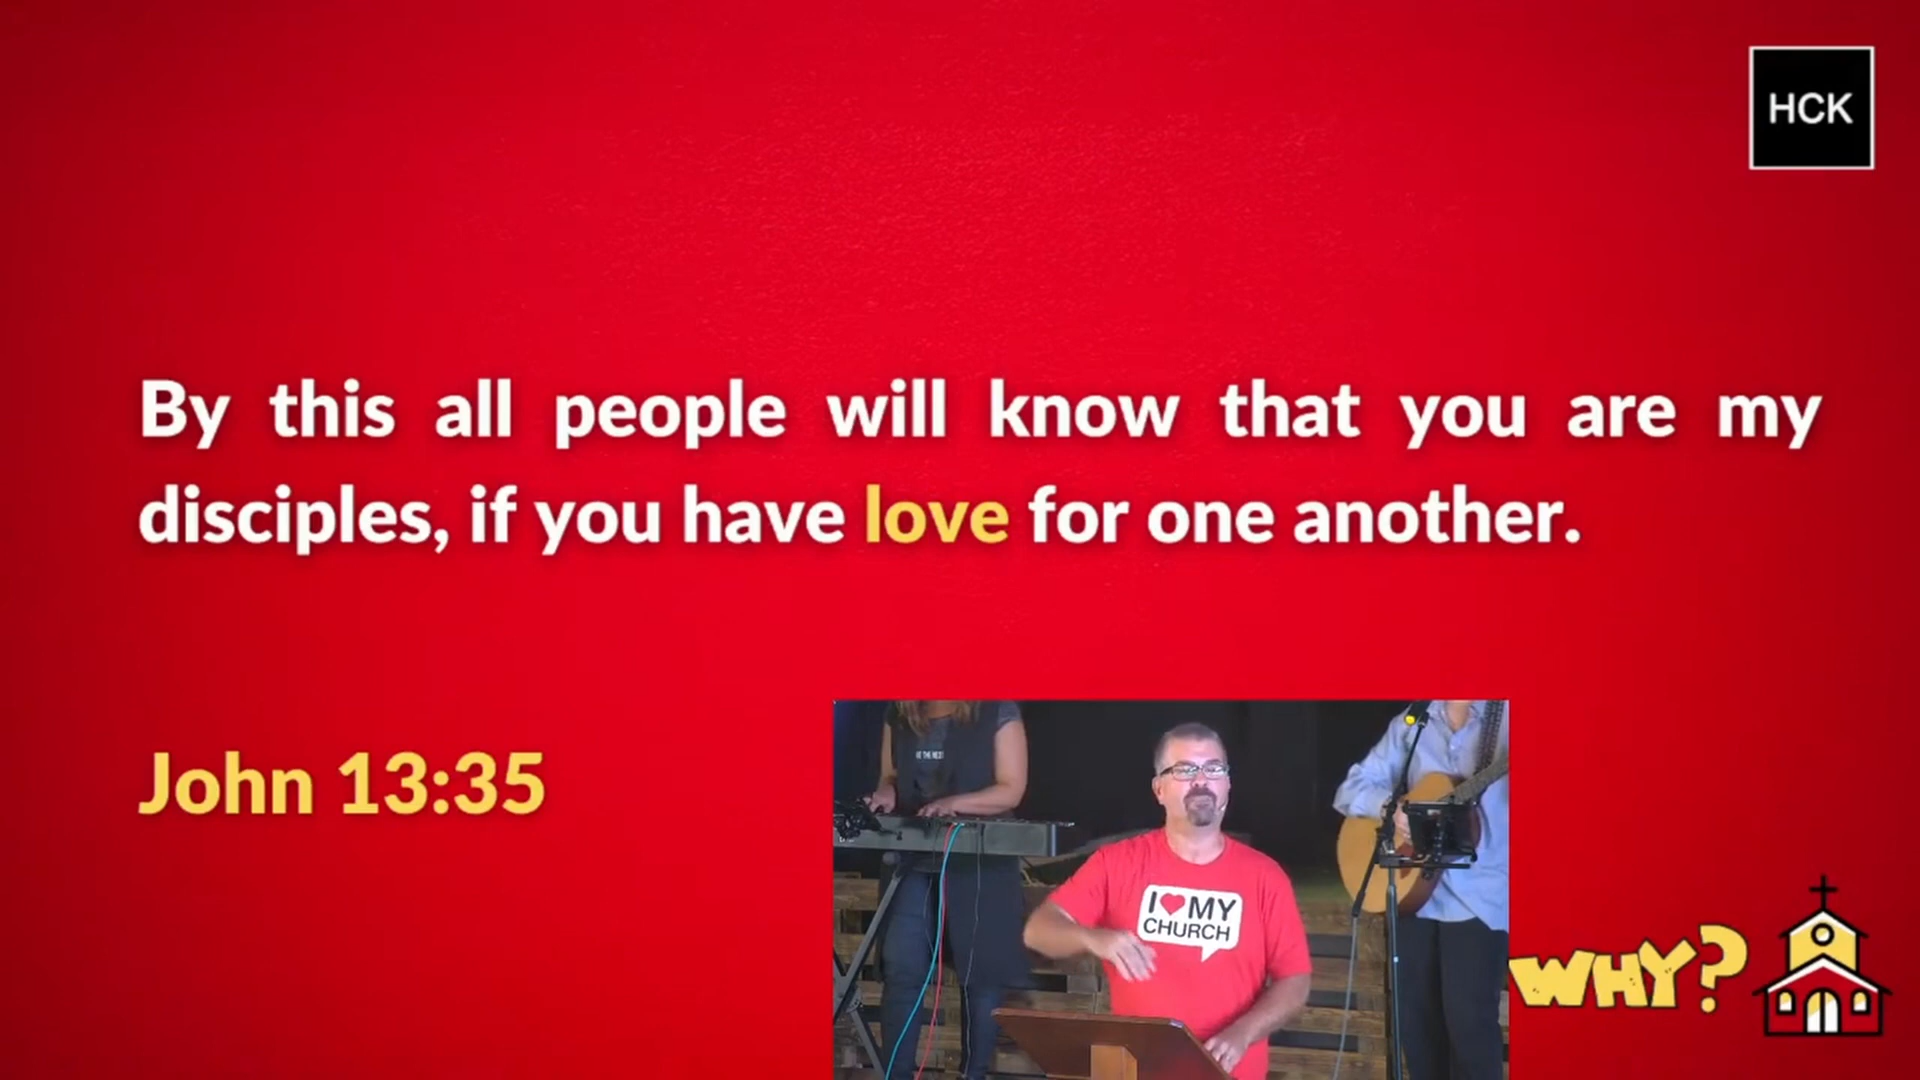 HCK
By this all people will know that you are my
disciples, if you have love for one another.
John 13:35
I MY
CHURCH
WHY?